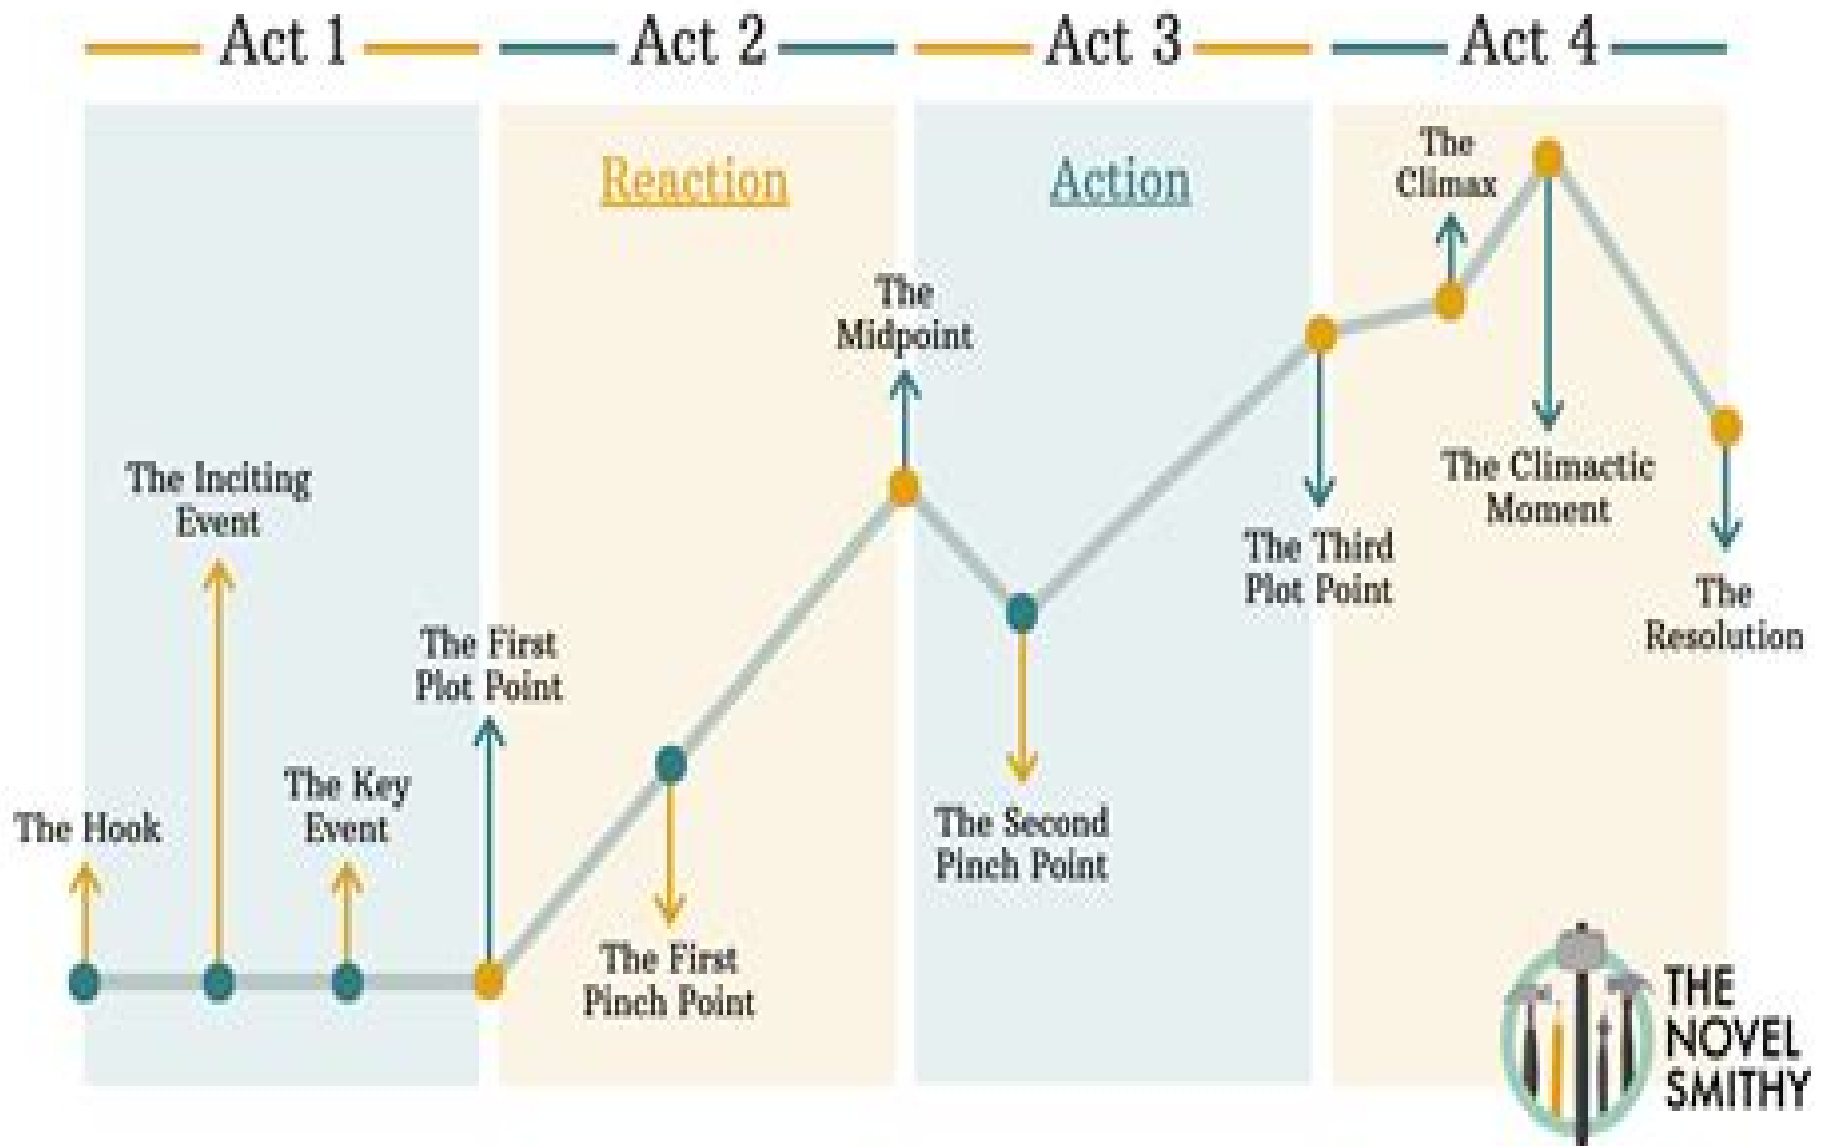 Act 1
Act 2
Act 3
Act 4
Reaction
Action
The Hook
The Inciting
Event
The Key
Event
The First
Plot Point
The First
Pinch Point
The
Midpoint
The Second
Pinch Point
The Third
Plot Point
The
Climax
The Climactic
Moment
The
Resolution
THE
NOVEL
SMITHY